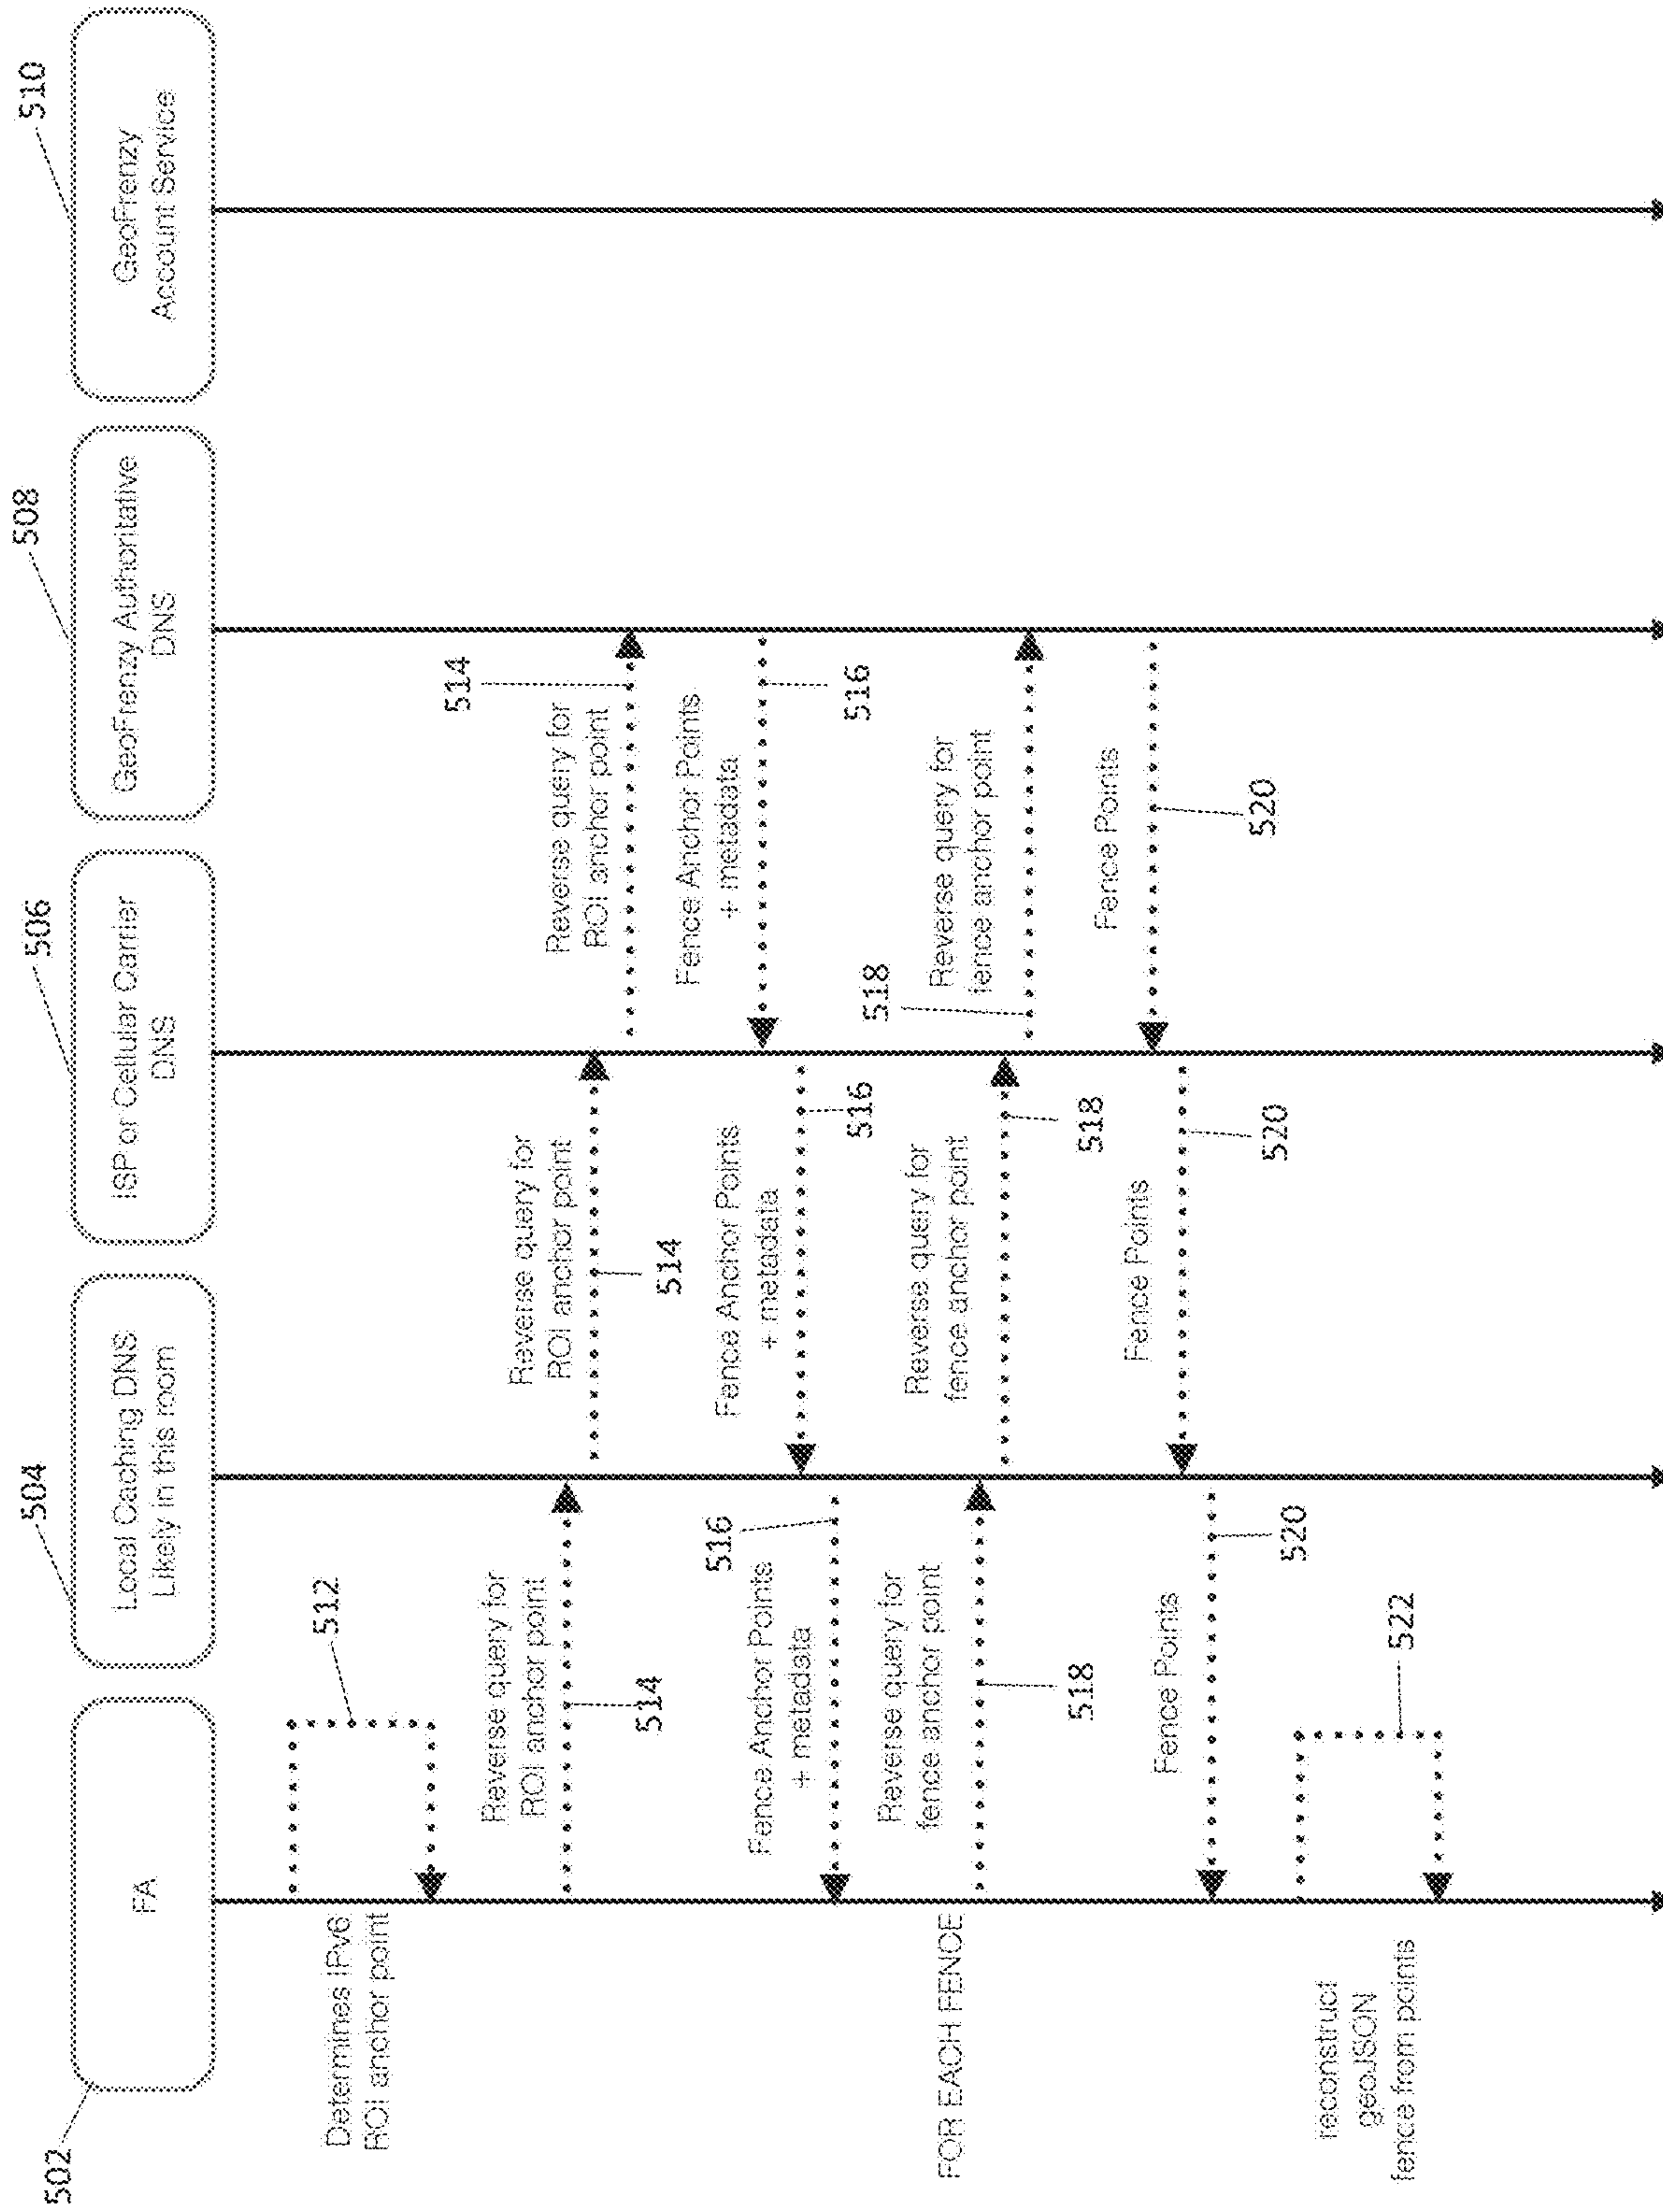 502
504
506
508
510
FA
Local Caching DNS
Likely in this room
ISP or Cellular Carrier
DNS
GeoFrenzy Authoritative
DNS
GeoFrenzy
Account Service
Determines IPv6
ROI anchor point
512
Reverse query for
ROI anchor point
514
Reverse query for
ROI anchor point
514
Reverse query for
ROI anchor point
514
Fence Anchor Points
+ metadata
516
Fence Anchor Points
+ metadata
516
Fence Anchor Points
+ metadata
516
FOR EACH FENCE
Reverse query for
fence anchor point
518
Reverse query for
fence anchor point
518
Reverse query for
fence anchor point
518
Fence Points
520
Fence Points
520
Fence Points
520
reconstruct
geoJSON
fence from points
522